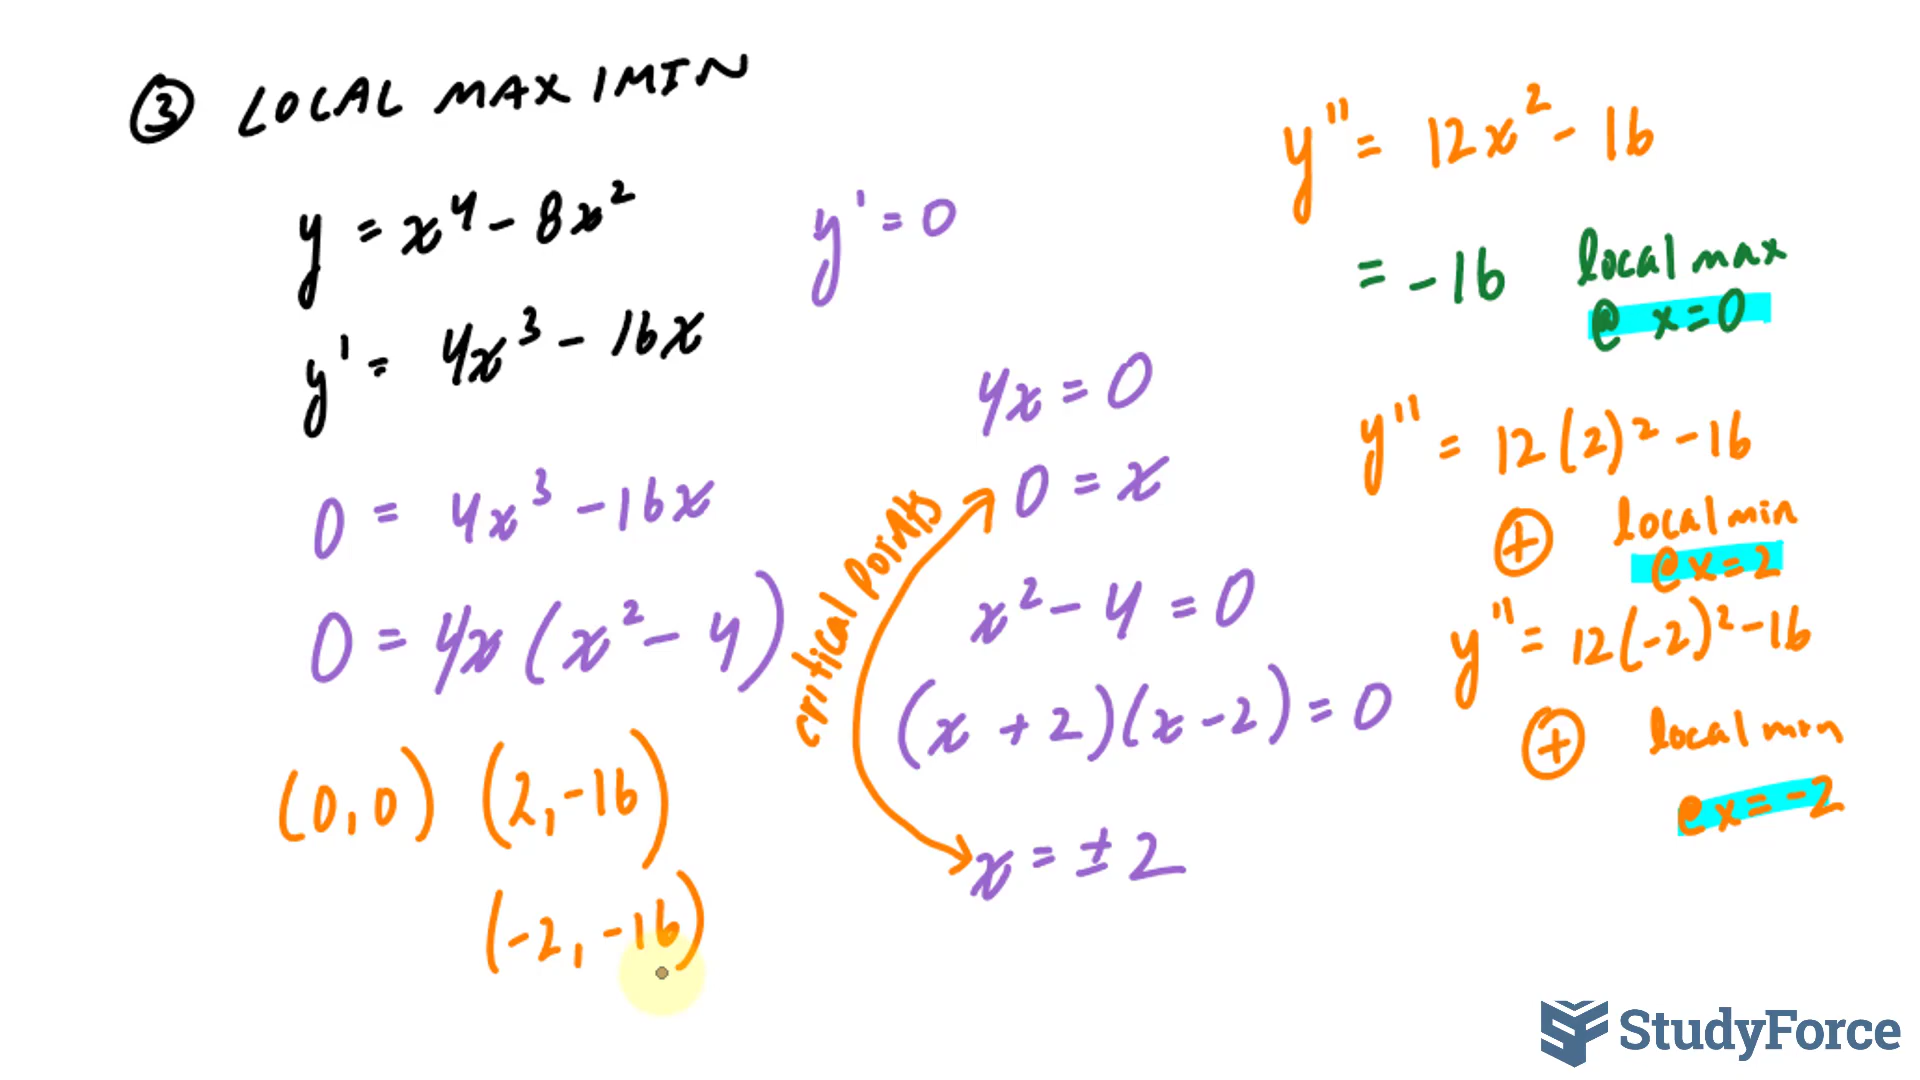 ③ LOCAL MAX / MIN
y = x⁴ - 8x²
y' = 4x³ - 16x
0 = 4x³ - 16x
0 = 4x (x² - 4)
(0, 0) (2, -16)
(-2, -16)
y' = 0
critical points
4x = 0
0 = x
x² - 4 = 0
(x + 2)(x - 2) = 0
x = ± 2
y'' = 12x² - 16
= -16 local max
@ x = 0
y'' = 12(2)² - 16
⊕ local min
@ x = 2
y'' = 12(-2)² - 16
⊕ local min
@ x = -2
StudyForce